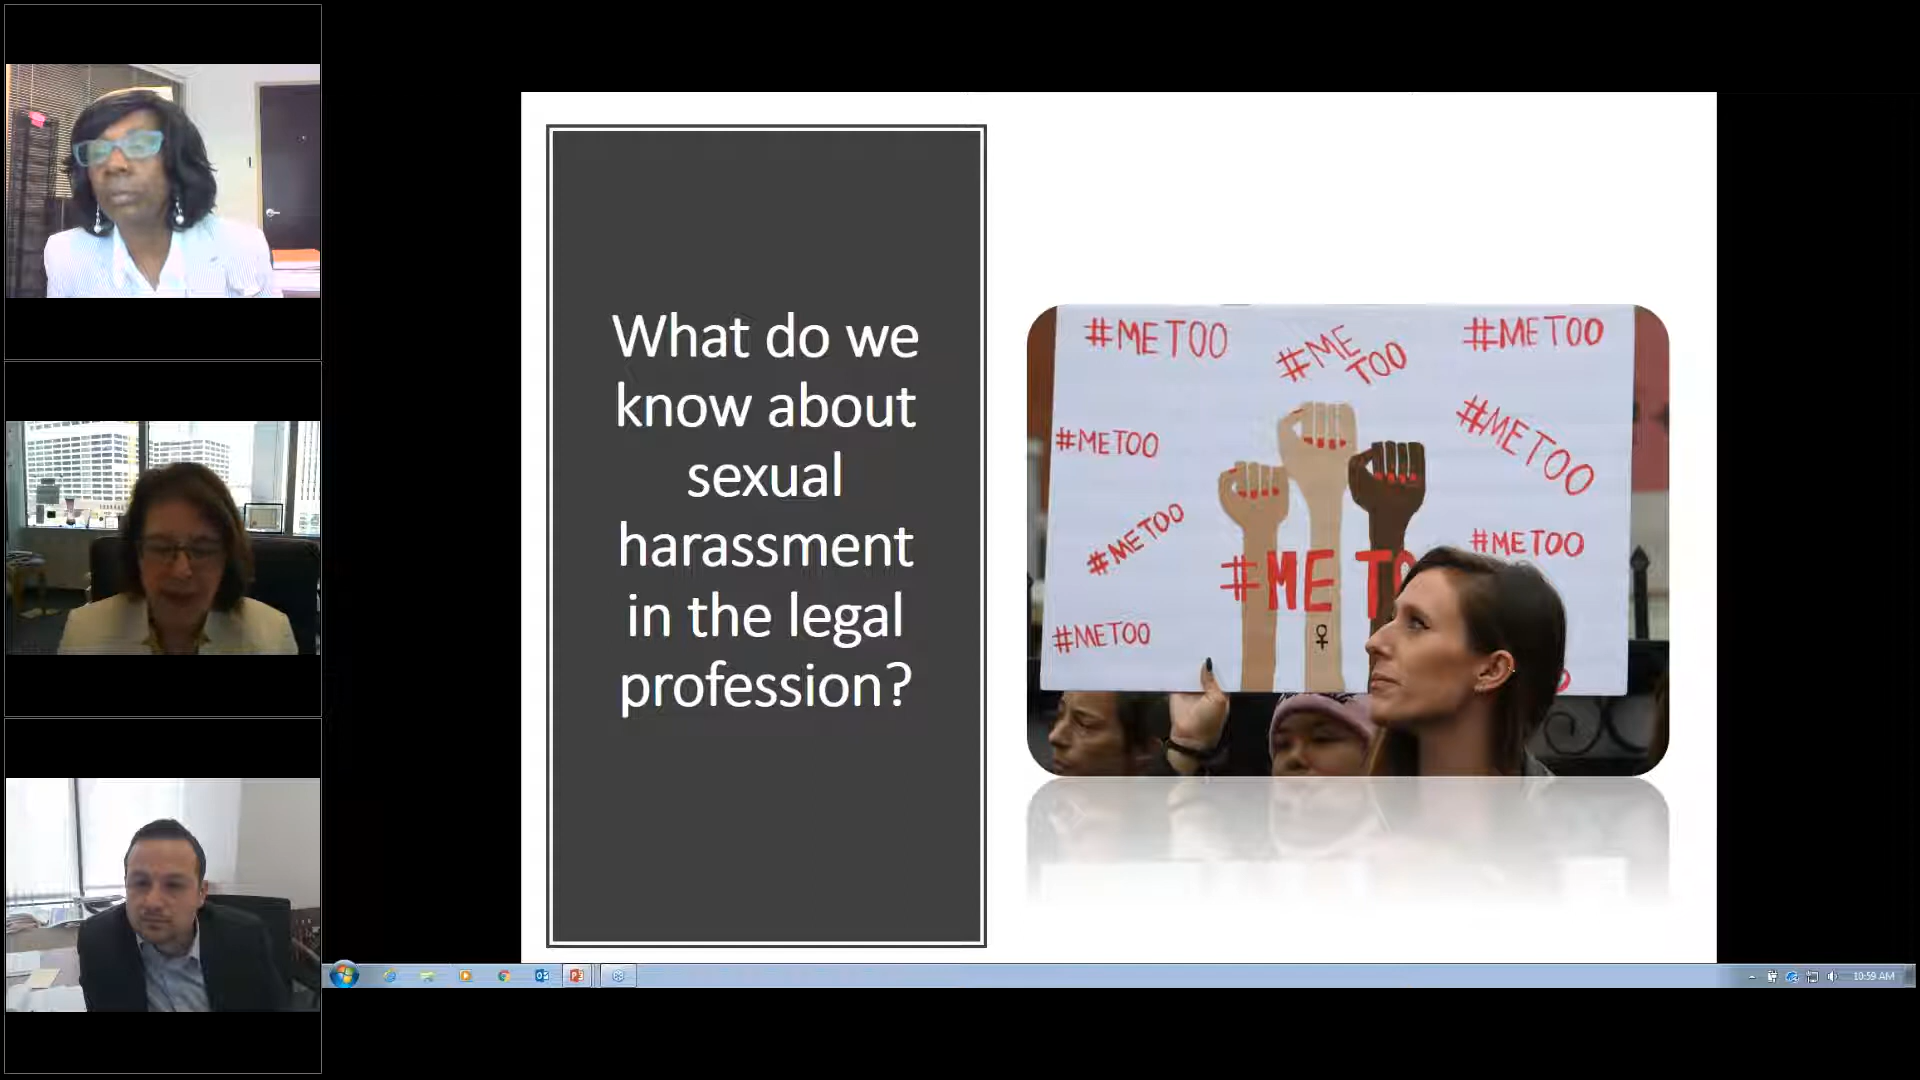 What do we
know about
sexual
harassment
in the legal
profession?
#METOO
#ME
TOO
#METOO
#METOO
#METOO
#METOO
#METOO
#ME TO
#METOO
♀
10:59 AM